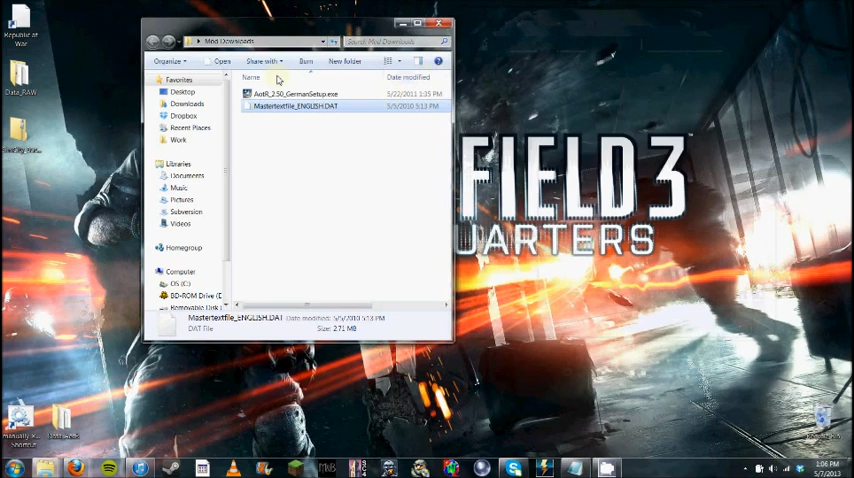 Republic at
War
Data_RAW
Mod Downloads
Search Mod Downloads
Organize
Open
Share with
Burn
New folder
Name
Date modified
Favorites
Desktop
Downloads
Dropbox
Recent Places
Work
Libraries
Documents
Music
Pictures
Subversion
Videos
Homegroup
Computer
OS (C:)
BD-ROM Drive (E
Removable Disk (
AotR_2.50_GermanSetup.exe
5/22/2011 1:35 PM
Mastertextfile_ENGLISH.DAT
5/5/2010 5:13 PM
Mastertextfile_ENGLISH.DAT Date modified: 5/5/2010 5:13 PM
DAT File
Size: 2.71 MB
FIELD 3
UARTERS
Shortcut
1:06 PM
5/7/2013